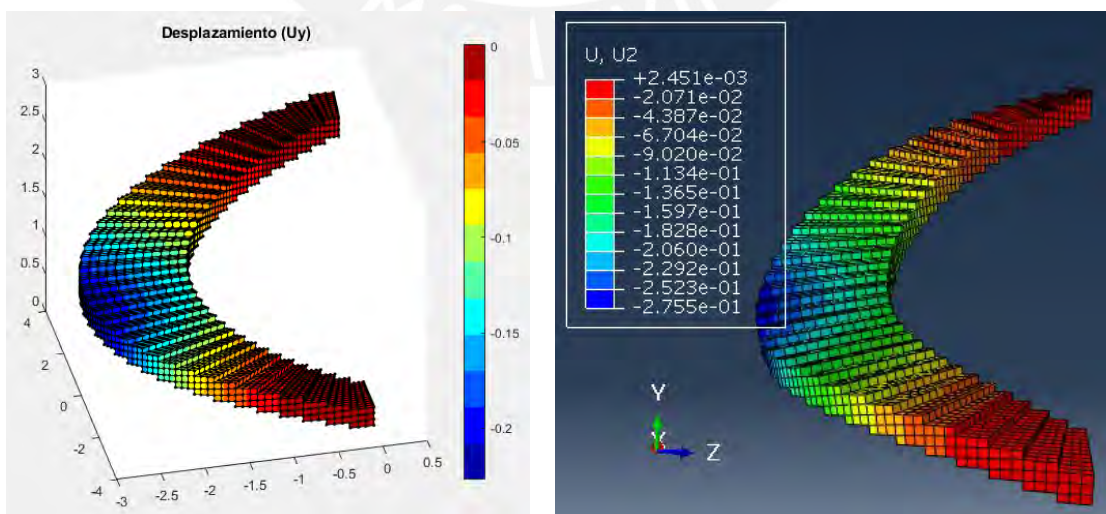 Desplazamiento (Uy)
3
2.5
2
1.5
1
0.5
0
4
2
0
-2
-4
-3
-2.5
-2
-1.5
-1
-0.5
0
0.5
0
-0.05
-0.1
-0.15
-0.2
U, U2
+2.451e-03
-2.071e-02
-4.387e-02
-6.704e-02
-9.020e-02
-1.134e-01
-1.365e-01
-1.597e-01
-1.828e-01
-2.060e-01
-2.292e-01
-2.523e-01
-2.755e-01
Y
Z